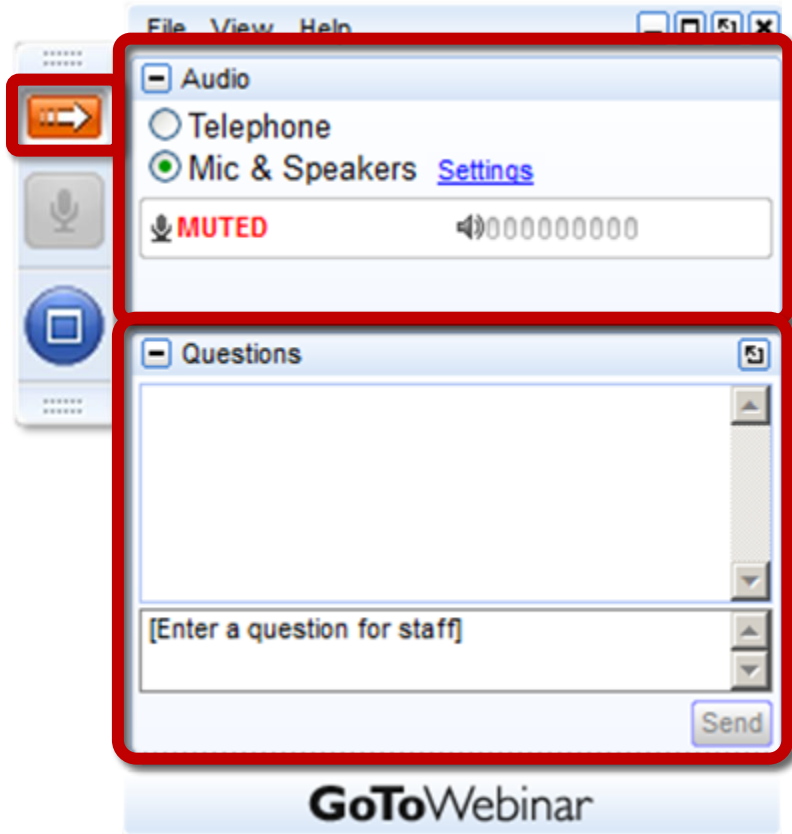 File View Help
Audio
Telephone
Mic & Speakers Settings
MUTED
Questions
[Enter a question for staff]
Send
GoToWebinar